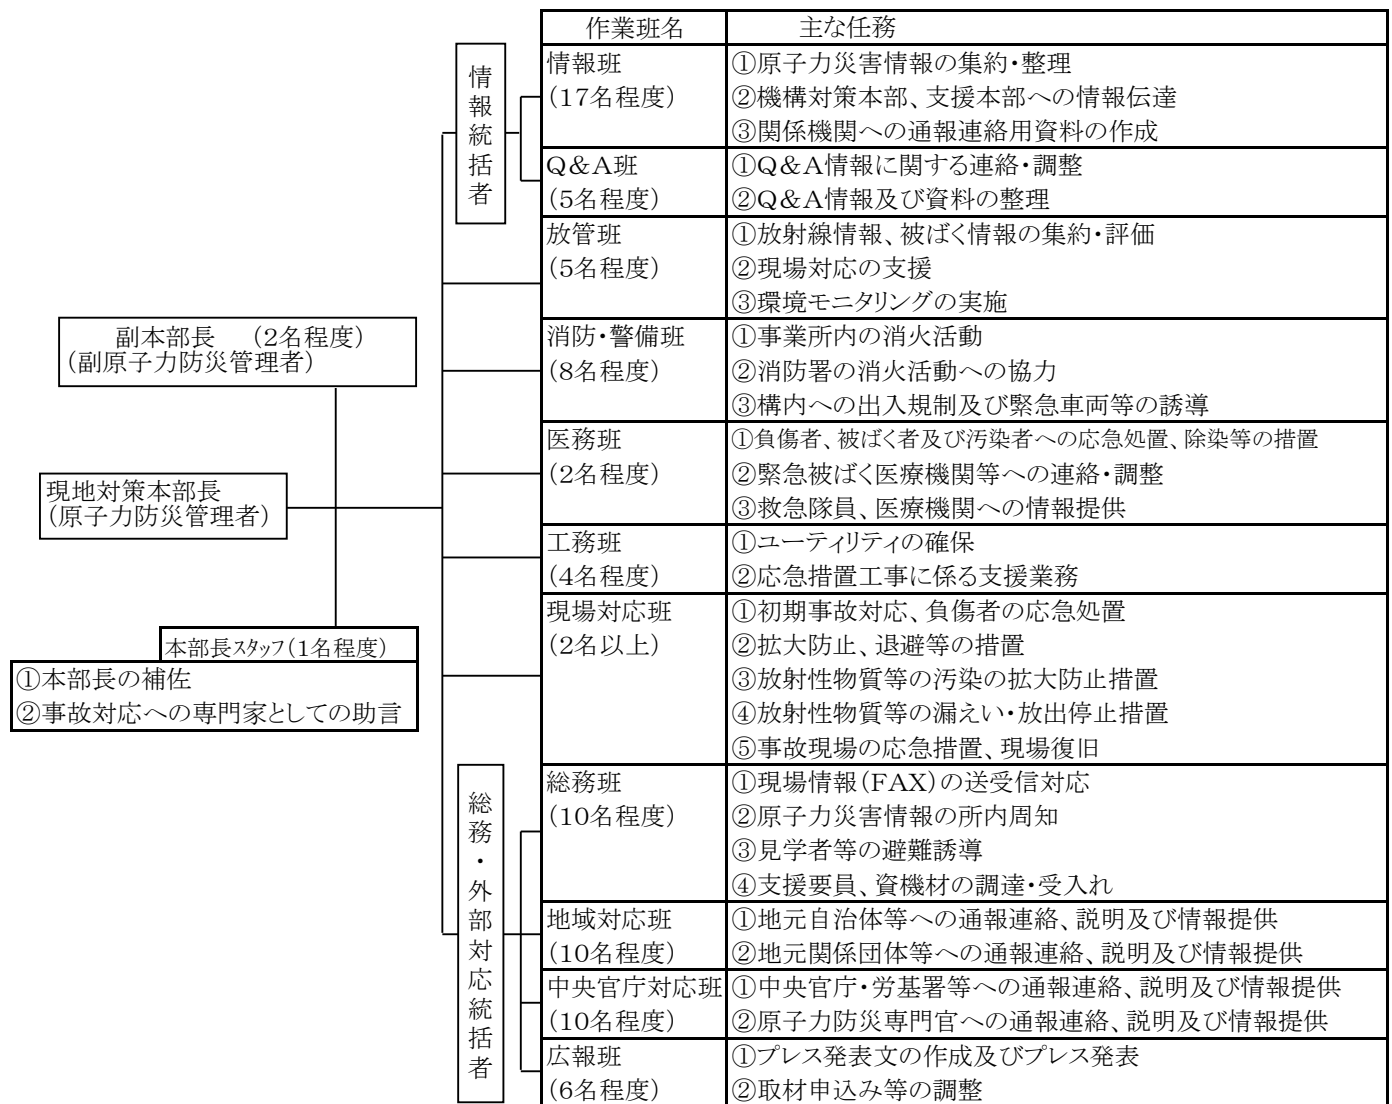 副本部長 (2名程度)
(副原子力防災管理者)
現地対策本部長
(原子力防災管理者)
本部長スタッフ(1名程度)
①本部長の補佐
②事故対応への専門家としての助言
情報統括者
総務・外部対応統括者
作業班名 主な任務
情報班 ①原子力災害情報の集約・整理
(17名程度) ②機構対策本部、支援本部への情報伝達
③関係機関への通報連絡用資料の作成
Q&A班 ①Q&A情報に関する連絡・調整
(5名程度) ②Q&A情報及び資料の整理
放管班 ①放射線情報、被ばく情報の集約・評価
(5名程度) ②現場対応の支援
③環境モニタリングの実施
消防・警備班 ①事業所内の消火活動
(8名程度) ②消防署の消火活動への協力
③構内への出入規制及び緊急車両等の誘導
医務班 ①負傷者、被ばく者及び汚染者への応急処置、除染等の措置
(2名程度) ②緊急被ばく医療機関等への連絡・調整
③救急隊員、医療機関への情報提供
工務班 ①ユーティリティの確保
(4名程度) ②応急措置工事に係る支援業務
現場対応班 ①初期事故対応、負傷者の応急処置
(2名以上) ②拡大防止、退避等の措置
③放射性物質等の汚染の拡大防止措置
④放射性物質等の漏えい・放出停止措置
⑤事故現場の応急措置、現場復旧
総務班 ①現場情報(FAX)の送受信対応
(10名程度) ②原子力災害情報の所内周知
③見学者等の避難誘導
④支援要員、資機材の調達・受入れ
地域対応班 ①地元自治体等への通報連絡、説明及び情報提供
(10名程度) ②地元関係団体等への通報連絡、説明及び情報提供
中央官庁対応班 ①中央官庁・労基署等への通報連絡、説明及び情報提供
(10名程度) ②原子力防災専門官への通報連絡、説明及び情報提供
広報班 ①プレス発表文の作成及びプレス発表
(6名程度) ②取材申込み等の調整